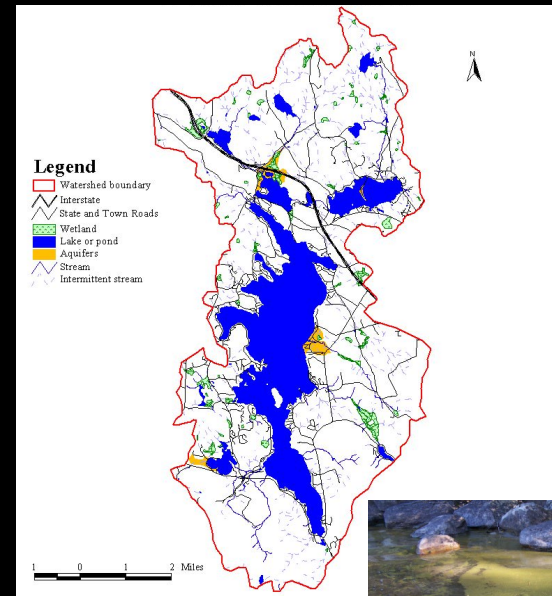 N
Legend
Watershed boundary
Interstate
State and Town Roads
Wetland
Lake or pond
Aquifers
Stream
Intermittent stream
1 0 1 2 Miles